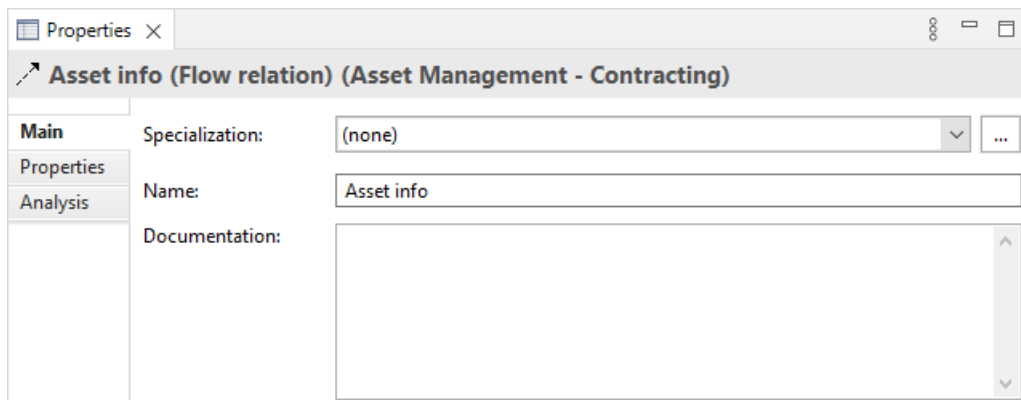 Properties
Asset info (Flow relation) (Asset Management - Contracting)
Main
Specialization:
(none)
...
Properties
Name:
Asset info
Analysis
Documentation: